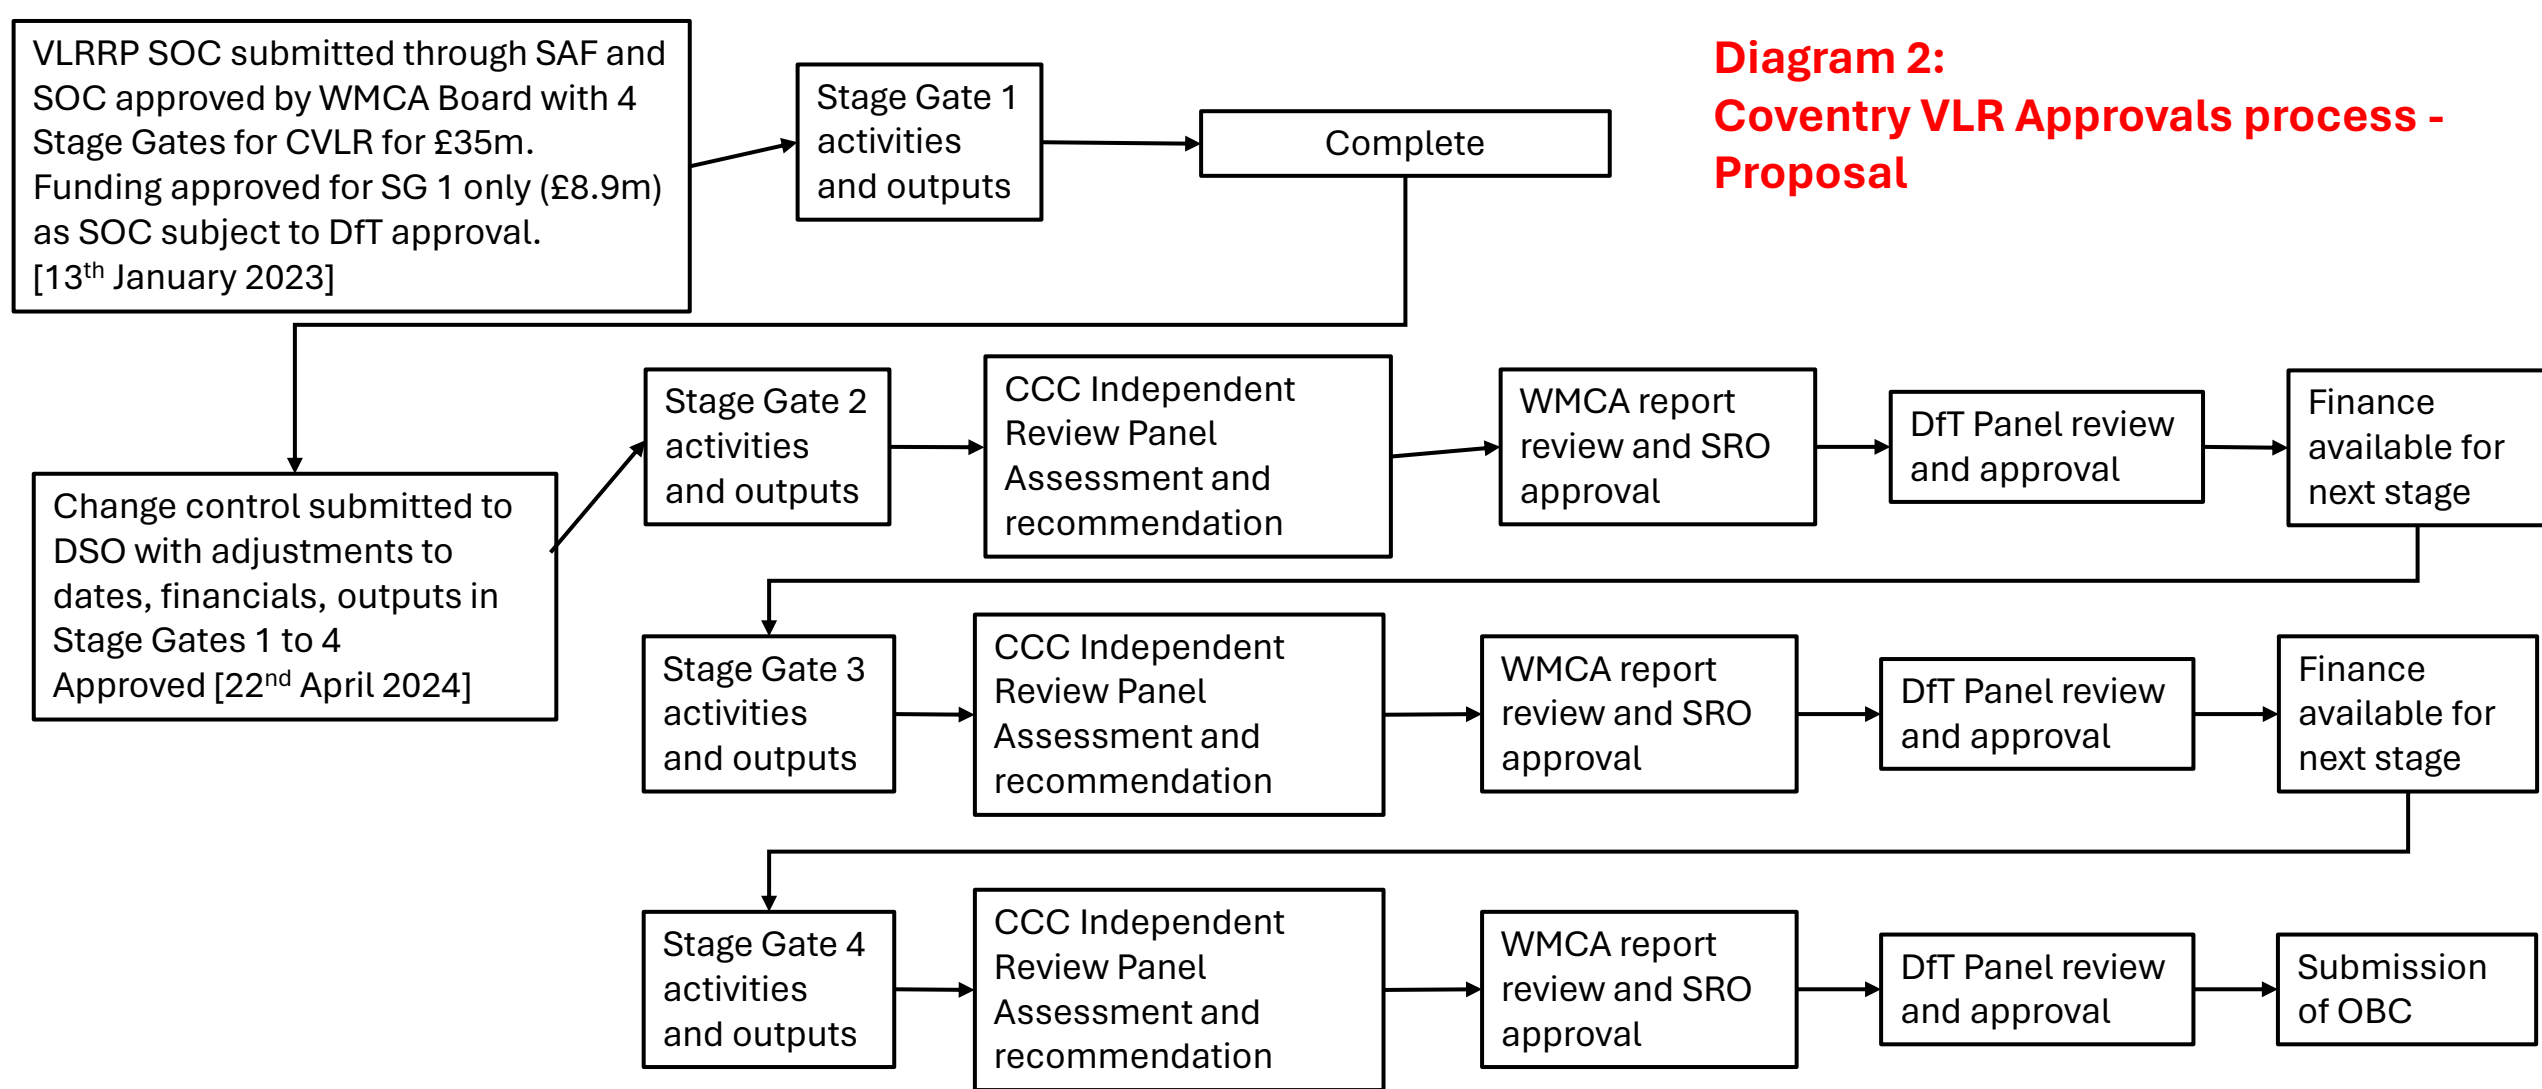 VLRRP SOC submitted through SAF and
SOC approved by WMCA Board with 4
Stage Gates for CVLR for £35m.
Funding approved for SG 1 only (£8.9m)
as SOC subject to DfT approval.
[13th January 2023]
Stage Gate 1
activities
and outputs
Complete
Diagram 2:
Coventry VLR Approvals process -
Proposal
Change control submitted to
DSO with adjustments to
dates, financials, outputs in
Stage Gates 1 to 4
Approved [22nd April 2024]
Stage Gate 2
activities
and outputs
CCC Independent
Review Panel
Assessment and
recommendation
WMCA report
review and SRO
approval
DfT Panel review
and approval
Finance
available for
next stage
Stage Gate 3
activities
and outputs
CCC Independent
Review Panel
Assessment and
recommendation
WMCA report
review and SRO
approval
DfT Panel review
and approval
Finance
available for
next stage
Stage Gate 4
activities
and outputs
CCC Independent
Review Panel
Assessment and
recommendation
WMCA report
review and SRO
approval
DfT Panel review
and approval
Submission
of OBC